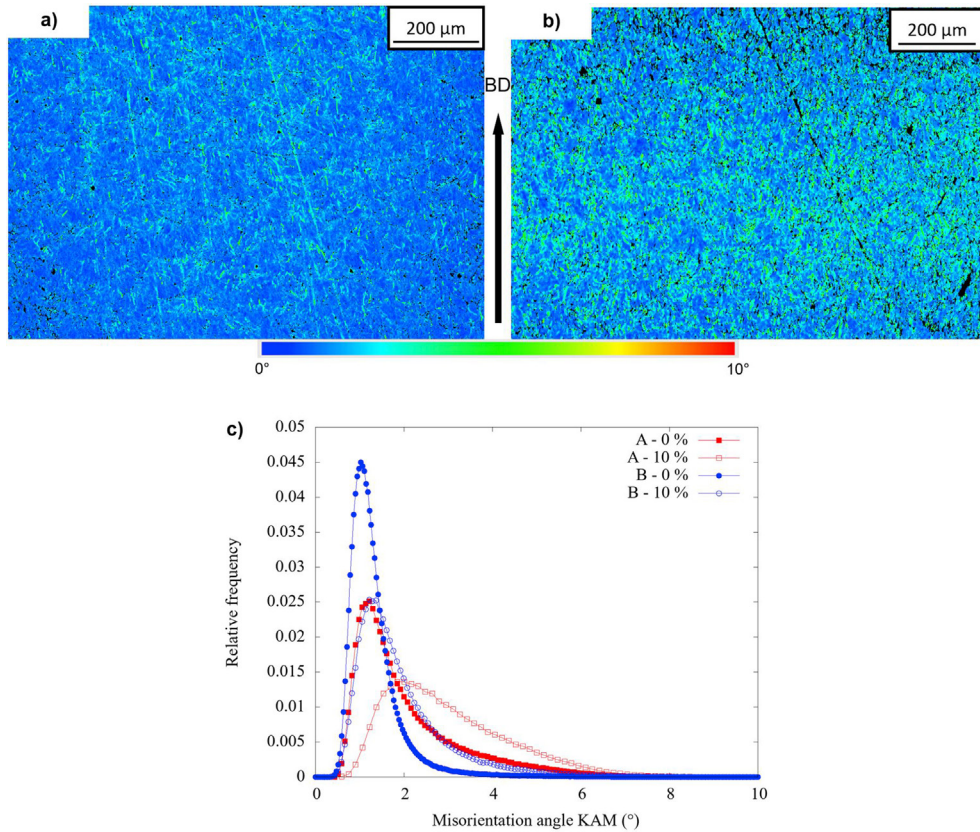 a)
200 µm
b)
200 µm
BD
0°
10°
c)
0.05
0.045
0.04
0.035
0.03
0.025
0.02
0.015
0.01
0.005
0
Relative frequency
A - 0 %
A - 10 %
B - 0 %
B - 10 %
0
2
4
6
8
10
Misorientation angle KAM (°)